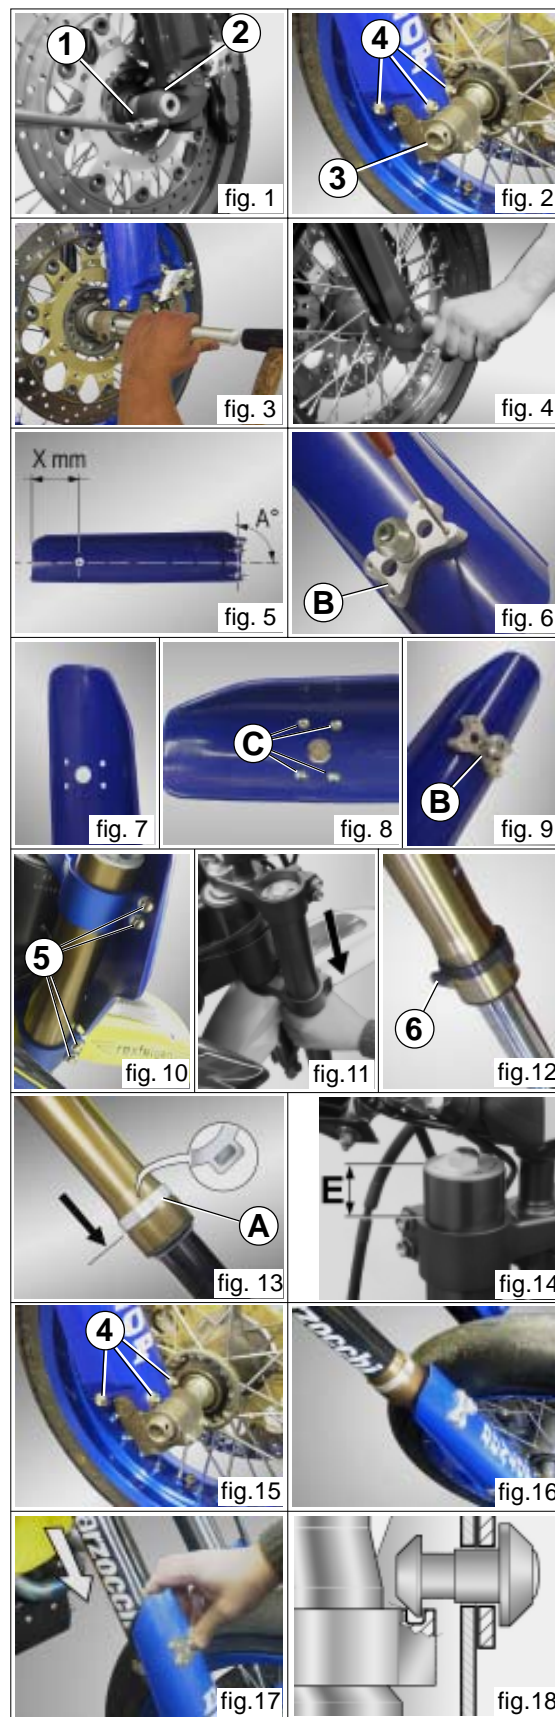 1
2
fig. 1
4
3
fig. 2
fig. 3
fig. 4
X mm
A°
fig. 5
B
fig. 6
fig. 7
C
fig. 8
B
fig. 9
5
fig. 10
fig.11
6
fig.12
A
fig. 13
E
fig.14
4
fig.15
rzocchi
fig.16
erzocchi
fig.17
fig.18